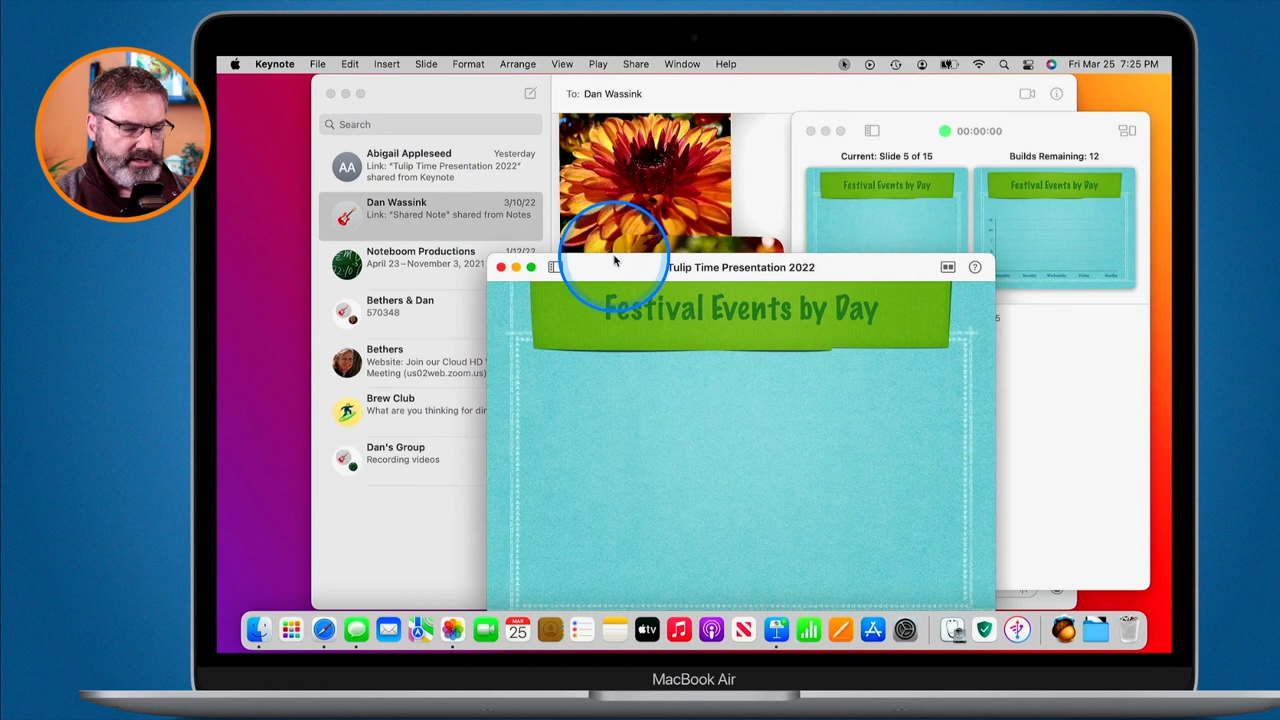 Keynote File Edit Insert Slide Format Arrange View Play Share Window Help Fri Mar 25 7:25 PM
Search
Abigail Appleseed Yesterday
Link: "Tulip Time Presentation 2022"
shared from Keynote
Dan Wassink 3/10/22
Link: "Shared Note" shared from Notes
Noteboom Productions 1/12/22
April 23 – November 3, 2021
Bethers & Dan
570348
Bethers
Website: Join our Cloud HD
Meeting (us02web.zoom.us)
Brew Club
What are you thinking for din
Dan's Group
Recording videos
AA
To: Dan Wassink
00:00:00
Current: Slide 5 of 15 Builds Remaining: 12
Festival Events by Day Festival Events by Day
Tulip Time Presentation 2022
Festival Events by Day
MAR
25
tv
MacBook Air